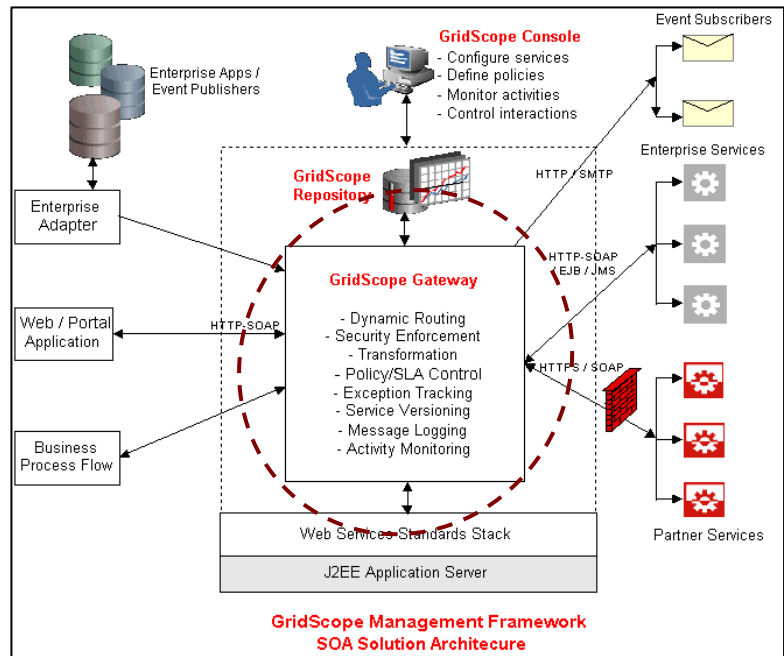 Enterprise Apps /
Event Publishers
GridScope Console
- Configure services
- Define policies
- Monitor activities
- Control interactions
Event Subscribers
GridScope
Repository
HTTP / SMTP
Enterprise Services
Enterprise
Adapter
HTTP-SOAP
/ EJB / JMS
GridScope Gateway
- Dynamic Routing
- Security Enforcement
- Transformation
- Policy/SLA Control
- Exception Tracking
- Service Versioning
- Message Logging
- Activity Monitoring
Web / Portal
Application
HTTP-SOAP
HTTPS / SOAP
Business
Process Flow
Partner Services
Web Services Standards Stack
J2EE Application Server
GridScope Management Framework
SOA Solution Architecure